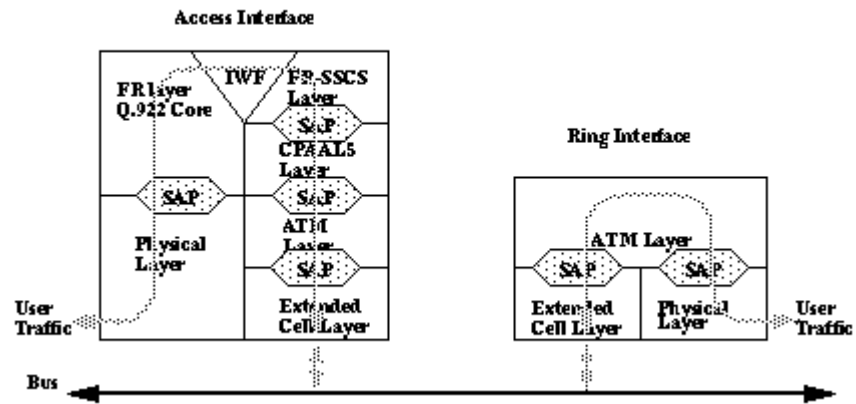 Access Interface
IWF
FR layer
Q.922 Core
FR-SSCS
Layer
SAP
CPAAL5
Layer
SAP
SAP
Physical
Layer
ATM
Layer
SAP
Extended
Cell Layer
User
Traffic
Ring Interface
ATM Layer
SAP
SAP
Extended
Cell Layer
Physical
Layer
User
Traffic
Bus